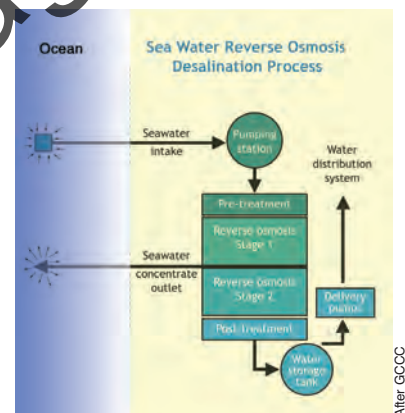 Ocean
Sea Water Reverse Osmosis
Desalination Process
Seawater
intake
Pumping
station
Water
distribution
system
Pre-treatment
Reverse osmosis
Stage 1
Seawater
concentrate
outlet
Reverse osmosis
Stage 2
Delivery
pumps
Post-treatment
Water
storage
tank
After GCCC